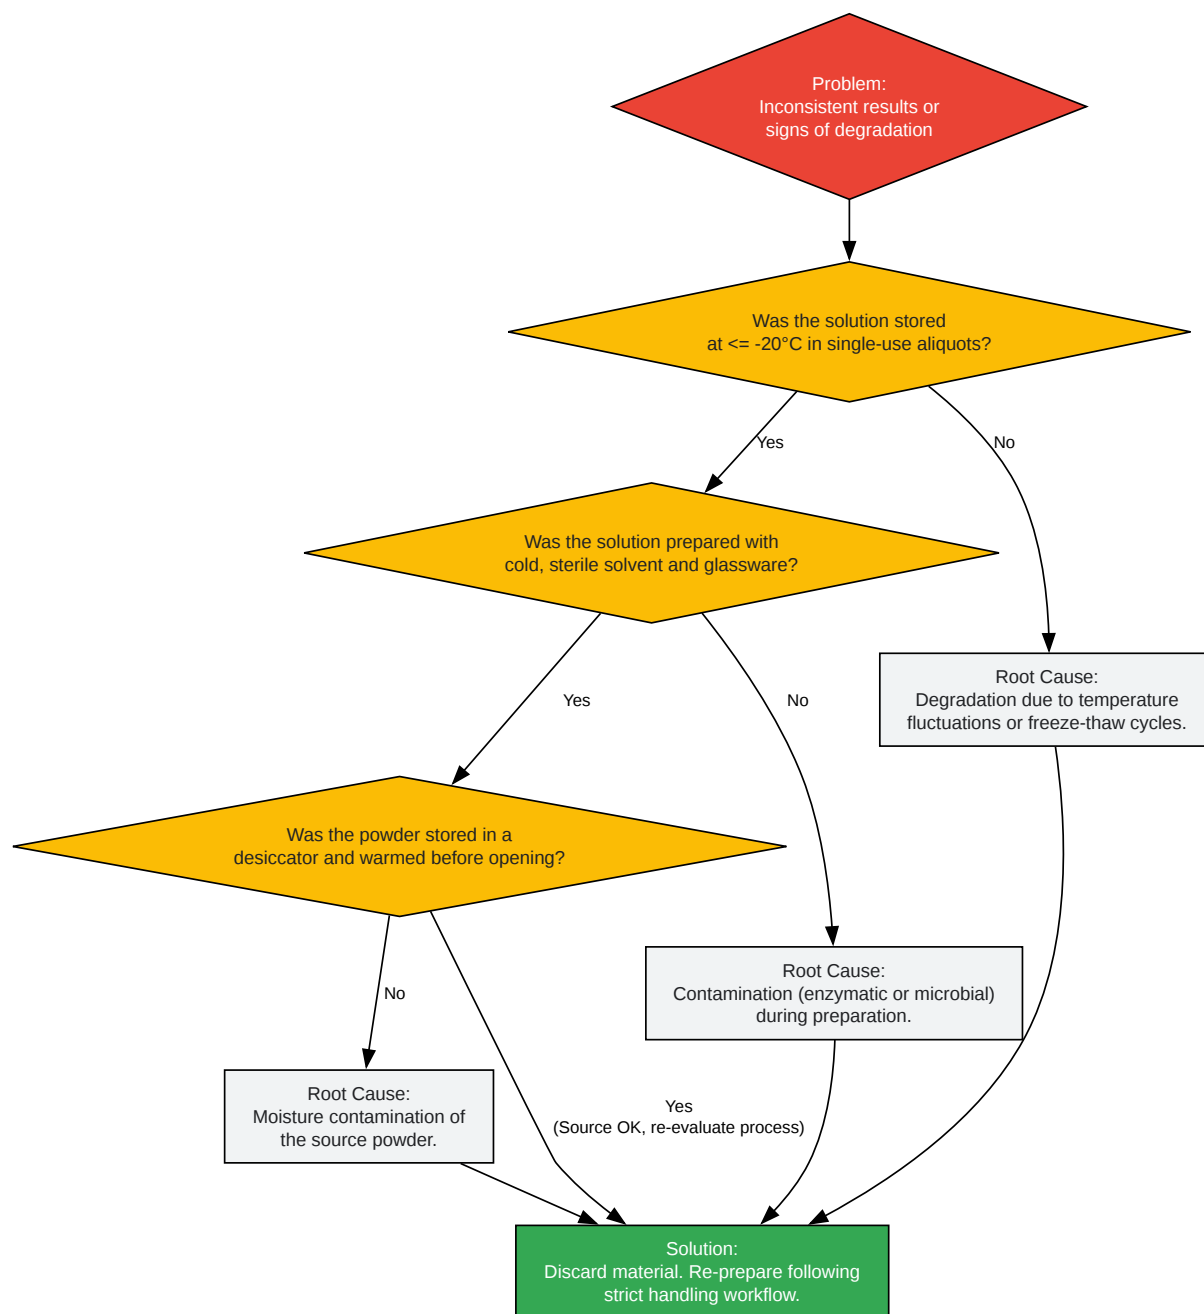 Problem:
Inconsistent results or
signs of degradation
Was the solution stored
at <= -20°C in single-use aliquots?
Yes
No
Was the solution prepared with
cold, sterile solvent and glassware?
Root Cause:
Degradation due to temperature
fluctuations or freeze-thaw cycles.
Yes
No
Was the powder stored in a
desiccator and warmed before opening?
Root Cause:
Contamination (enzymatic or microbial)
during preparation.
No
Root Cause:
Moisture contamination of
the source powder.
Yes
(Source OK, re-evaluate process)
Solution:
Discard material. Re-prepare following
strict handling workflow.